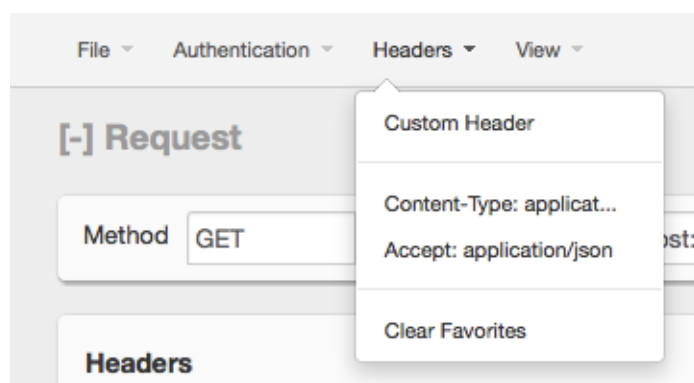 File Authentication Headers View
[-] Request
Custom Header
Content-Type: applicat...
Method GET
Accept: application/json
Clear Favorites
Headers